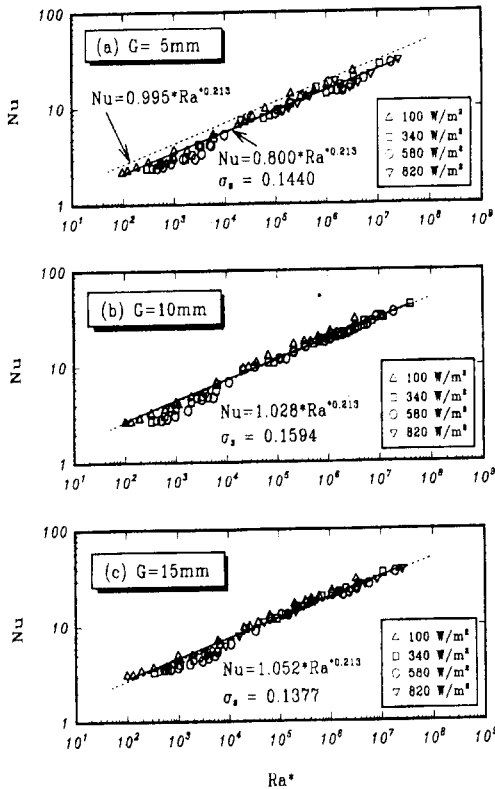 100
(a) G= 5mm
Nu=0.995*Ra*0.213
Nu
10
Nu=0.800*Ra*0.213
σs = 0.1440
△ 100 W/m²
□ 340 W/m²
○ 580 W/m²
▽ 820 W/m²
1
10¹ 10² 10³ 10⁴ 10⁵ 10⁶ 10⁷ 10⁸ 10⁹
100
(b) G=10mm
Nu
10
Nu=1.028*Ra*0.213
σs = 0.1594
△ 100 W/m²
□ 340 W/m²
○ 580 W/m²
▽ 820 W/m²
1
10¹ 10² 10³ 10⁴ 10⁵ 10⁶ 10⁷ 10⁸ 10⁹
100
(c) G=15mm
Nu
10
Nu=1.052*Ra*0.213
σs = 0.1377
△ 100 W/m²
□ 340 W/m²
○ 580 W/m²
▽ 820 W/m²
1
10¹ 10² 10³ 10⁴ 10⁵ 10⁶ 10⁷ 10⁸ 10⁹
Ra*